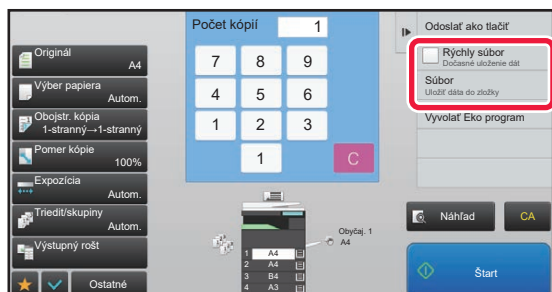 Počet kópií 1
Originál
A4
Výber papiera
Autom.
Obojstr. kópia
1-stranný→1-stranný
Pomer kópie
100%
Expozícia
Autom.
Triediť/skupiny
Autom.
Výstupný rošt
Ostatné
7 8 9
4 5 6
1 2 3
1 C
Obyčaj. 1
A4
1 A4
2 A4
3 B4
4 A3
Odoslať ako tlačiť
Rýchly súbor
Dočasné uloženie dát
Súbor
Uložiť dáta do zložky
Vyvolať Eko program
Náhľad
CA
Štart